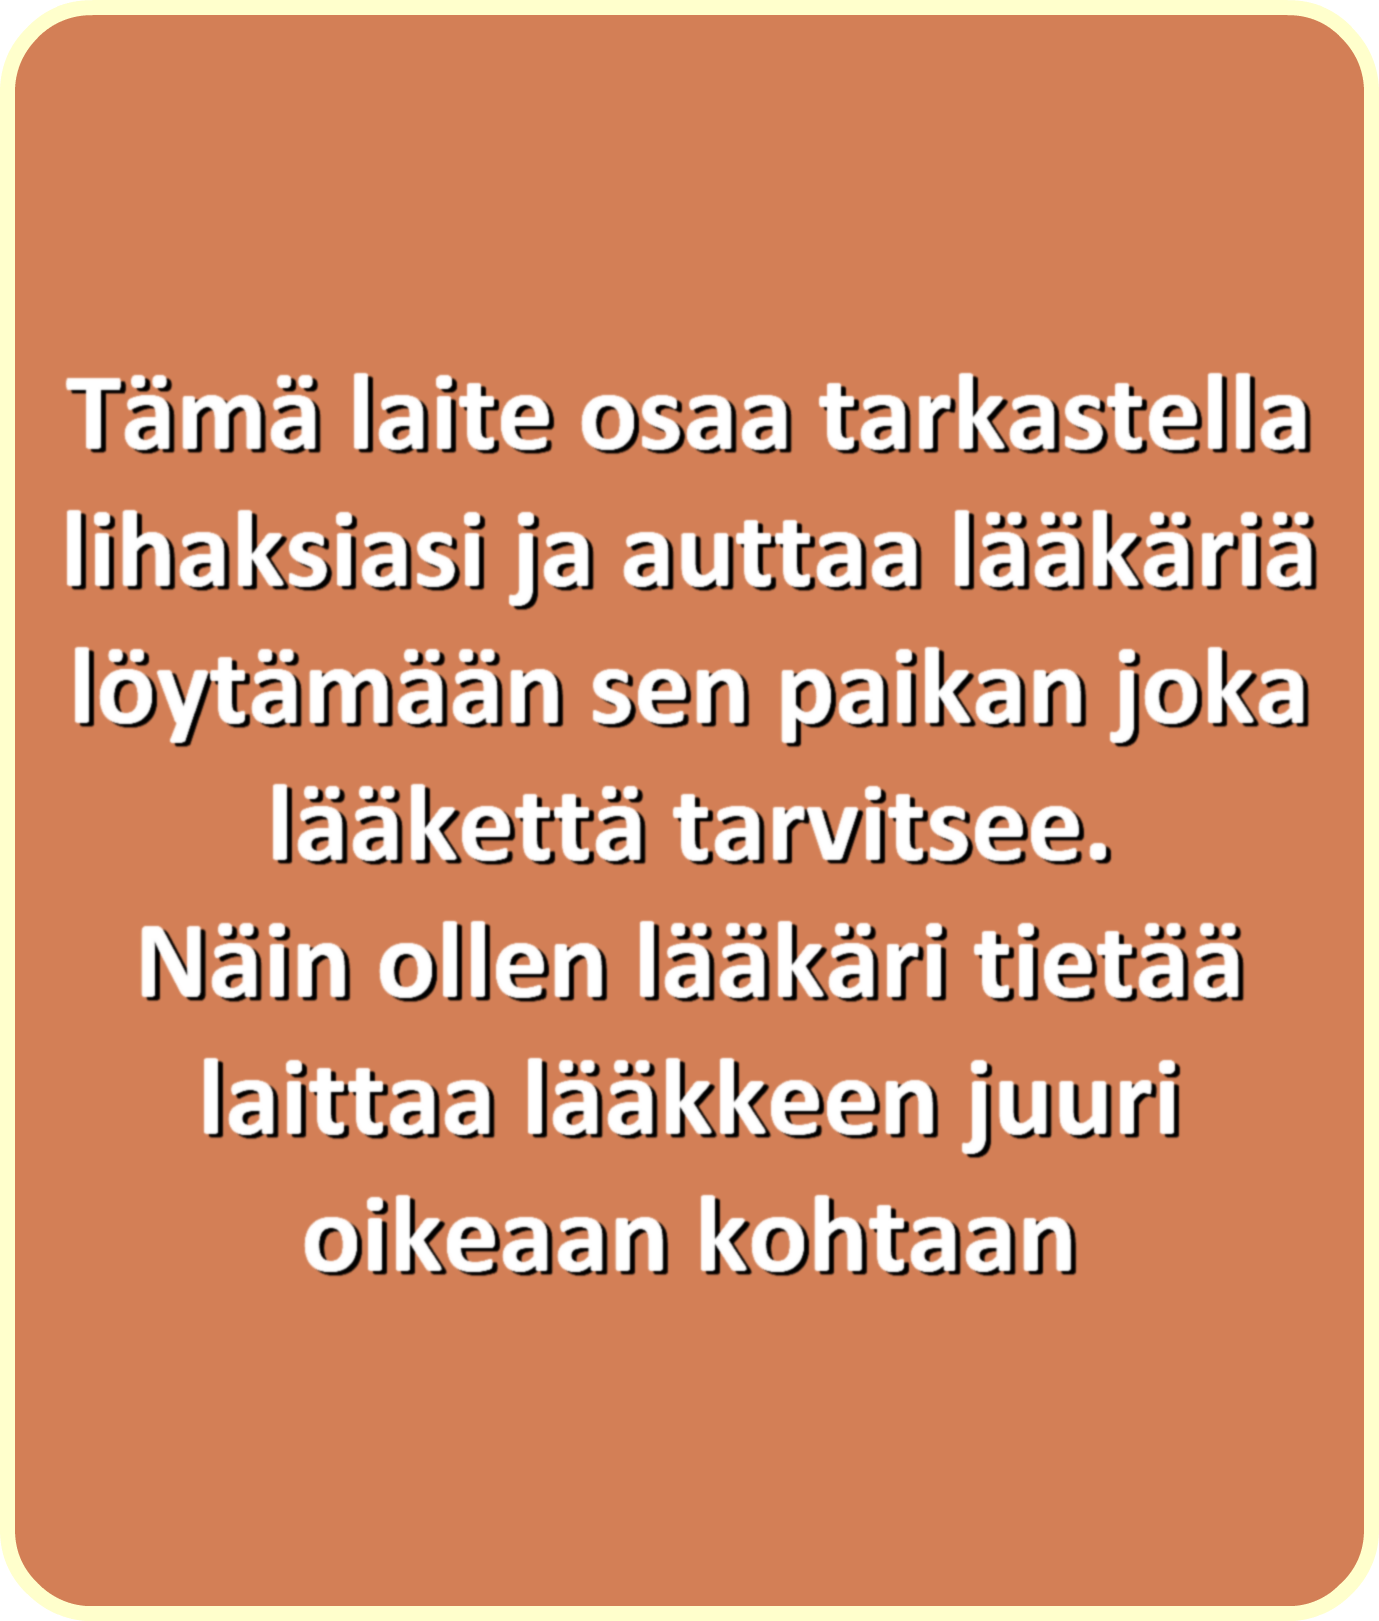 Tämä laite osaa tarkastella
lihaksiasi ja auttaa lääkäriä
löytämään sen paikan joka
lääkettä tarvitsee.
Näin ollen lääkäri tietää
laittaa lääkkeen juuri
oikeaan kohtaan